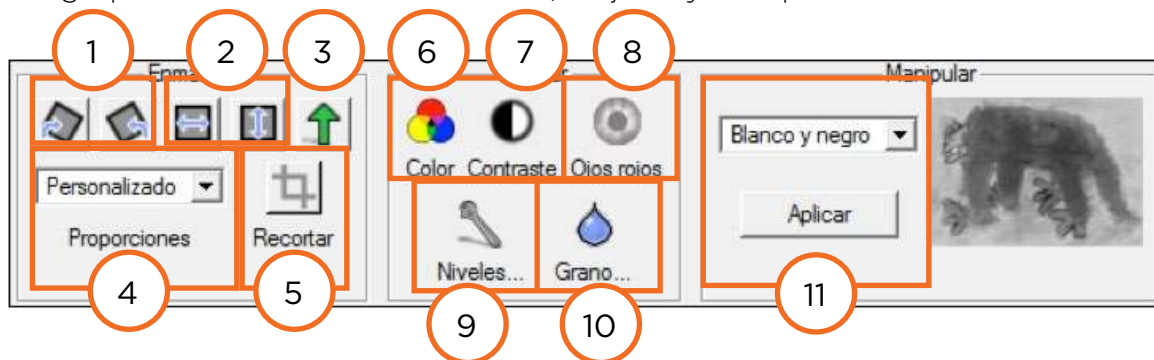 1 2 3 6 7 8
Manipular
Blanco y negro
Color Contraste Ojos rojos
Personalizado
Aplicar
Proporciones Recortar
Niveles... Grano...
4 5 11
9 10